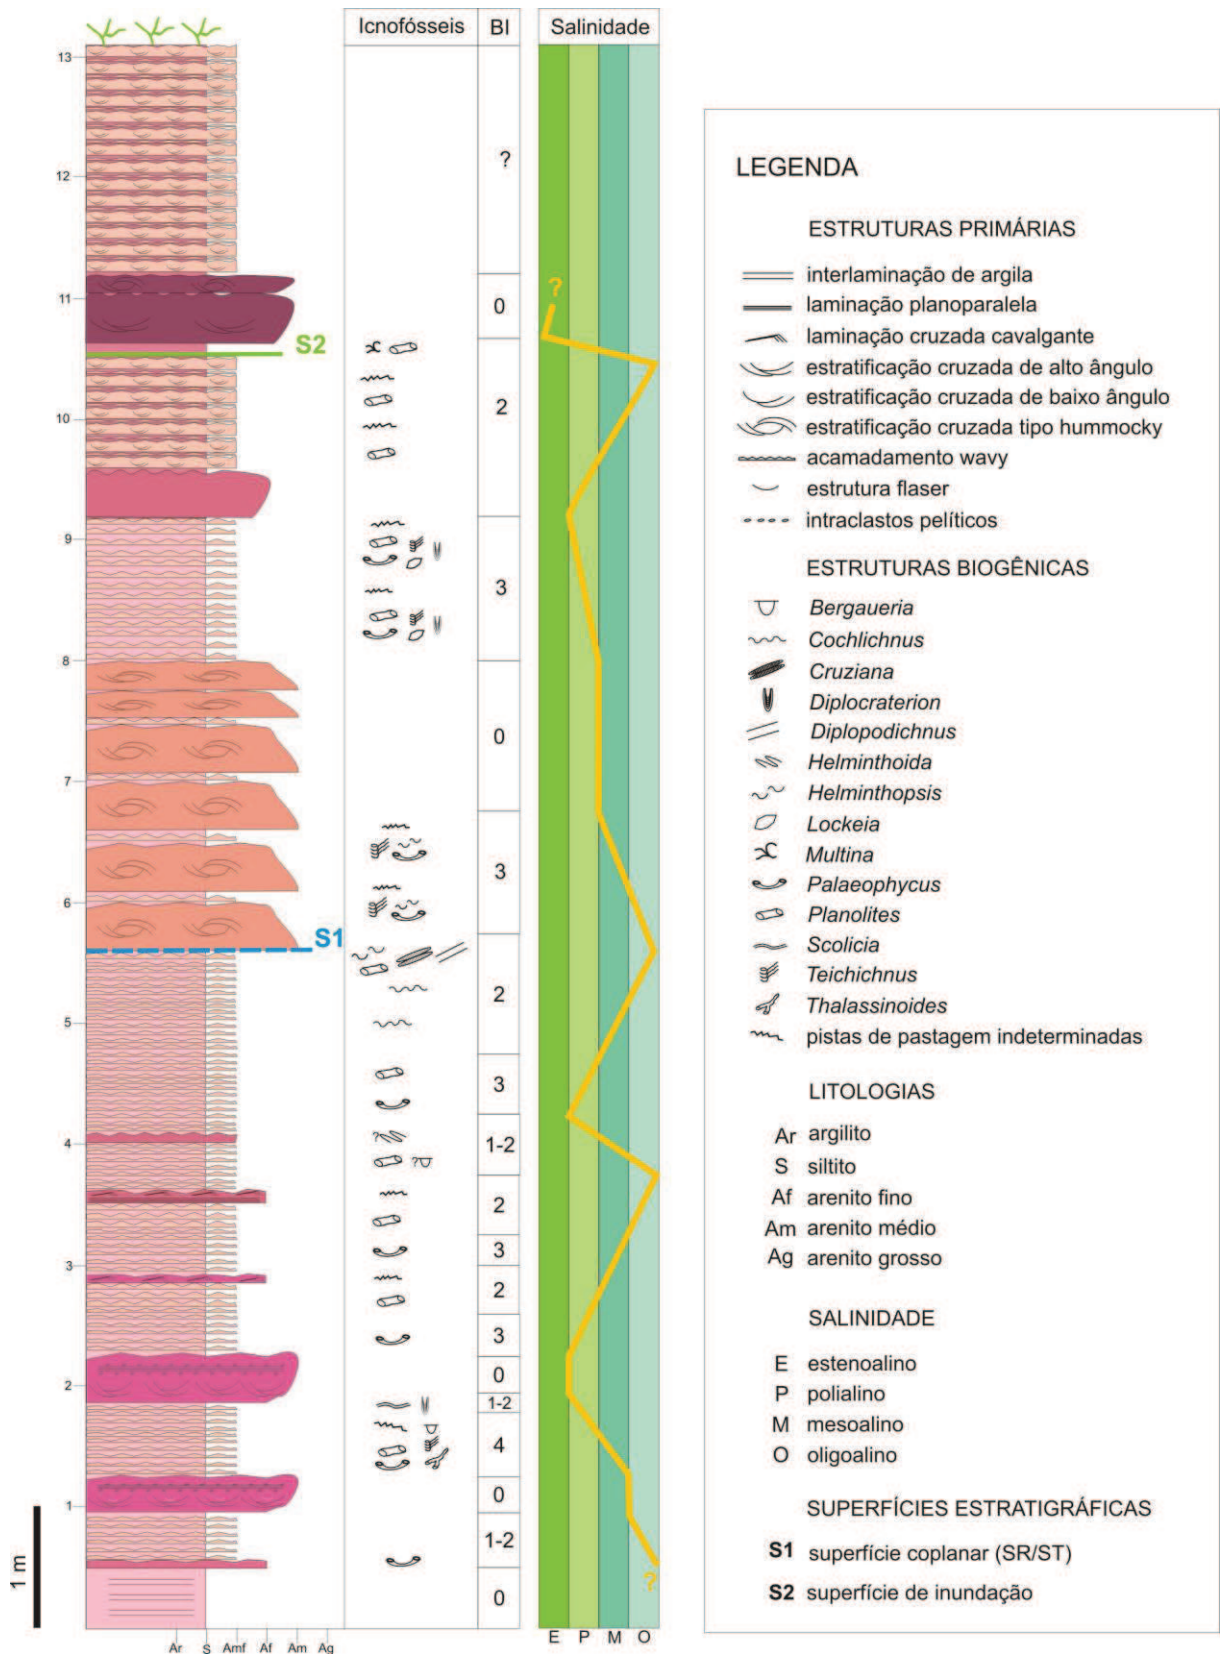 Icnofósseis BI Salinidade
13
12
11
10
9
8
7
6
5
4
3
2
1
S2
S1
1 m
?
0
2
3
0
3
2
3
1-2
2
3
2
3
0
1-2
4
0
1-2
0
?
?
?
?
Ar S Amf Af Am Ag
E P M O
LEGENDA
ESTRUTURAS PRIMÁRIAS
interlaminação de argila
laminação planoparalela
laminação cruzada cavalgante
estratificação cruzada de alto ângulo
estratificação cruzada de baixo ângulo
estratificação cruzada tipo hummocky
acamadamento wavy
estrutura flaser
intraclastos pelíticos
ESTRUTURAS BIOGÊNICAS
Bergaueria
Cochlichnus
Cruziana
Diplocraterion
Diplopodichnus
Helminthoida
Helminthopsis
Lockeia
Multina
Palaeophycus
Planolites
Scolicia
Teichichnus
Thalassinoides
pistas de pastagem indeterminadas
LITOLOGIAS
Ar argilito
S siltito
Af arenito fino
Am arenito médio
Ag arenito grosso
SALINIDADE
E estenoalino
P polialino
M mesoalino
O oligoalino
SUPERFÍCIES ESTRATIGRÁFICAS
S1 superfície coplanar (SR/ST)
S2 superfície de inundação